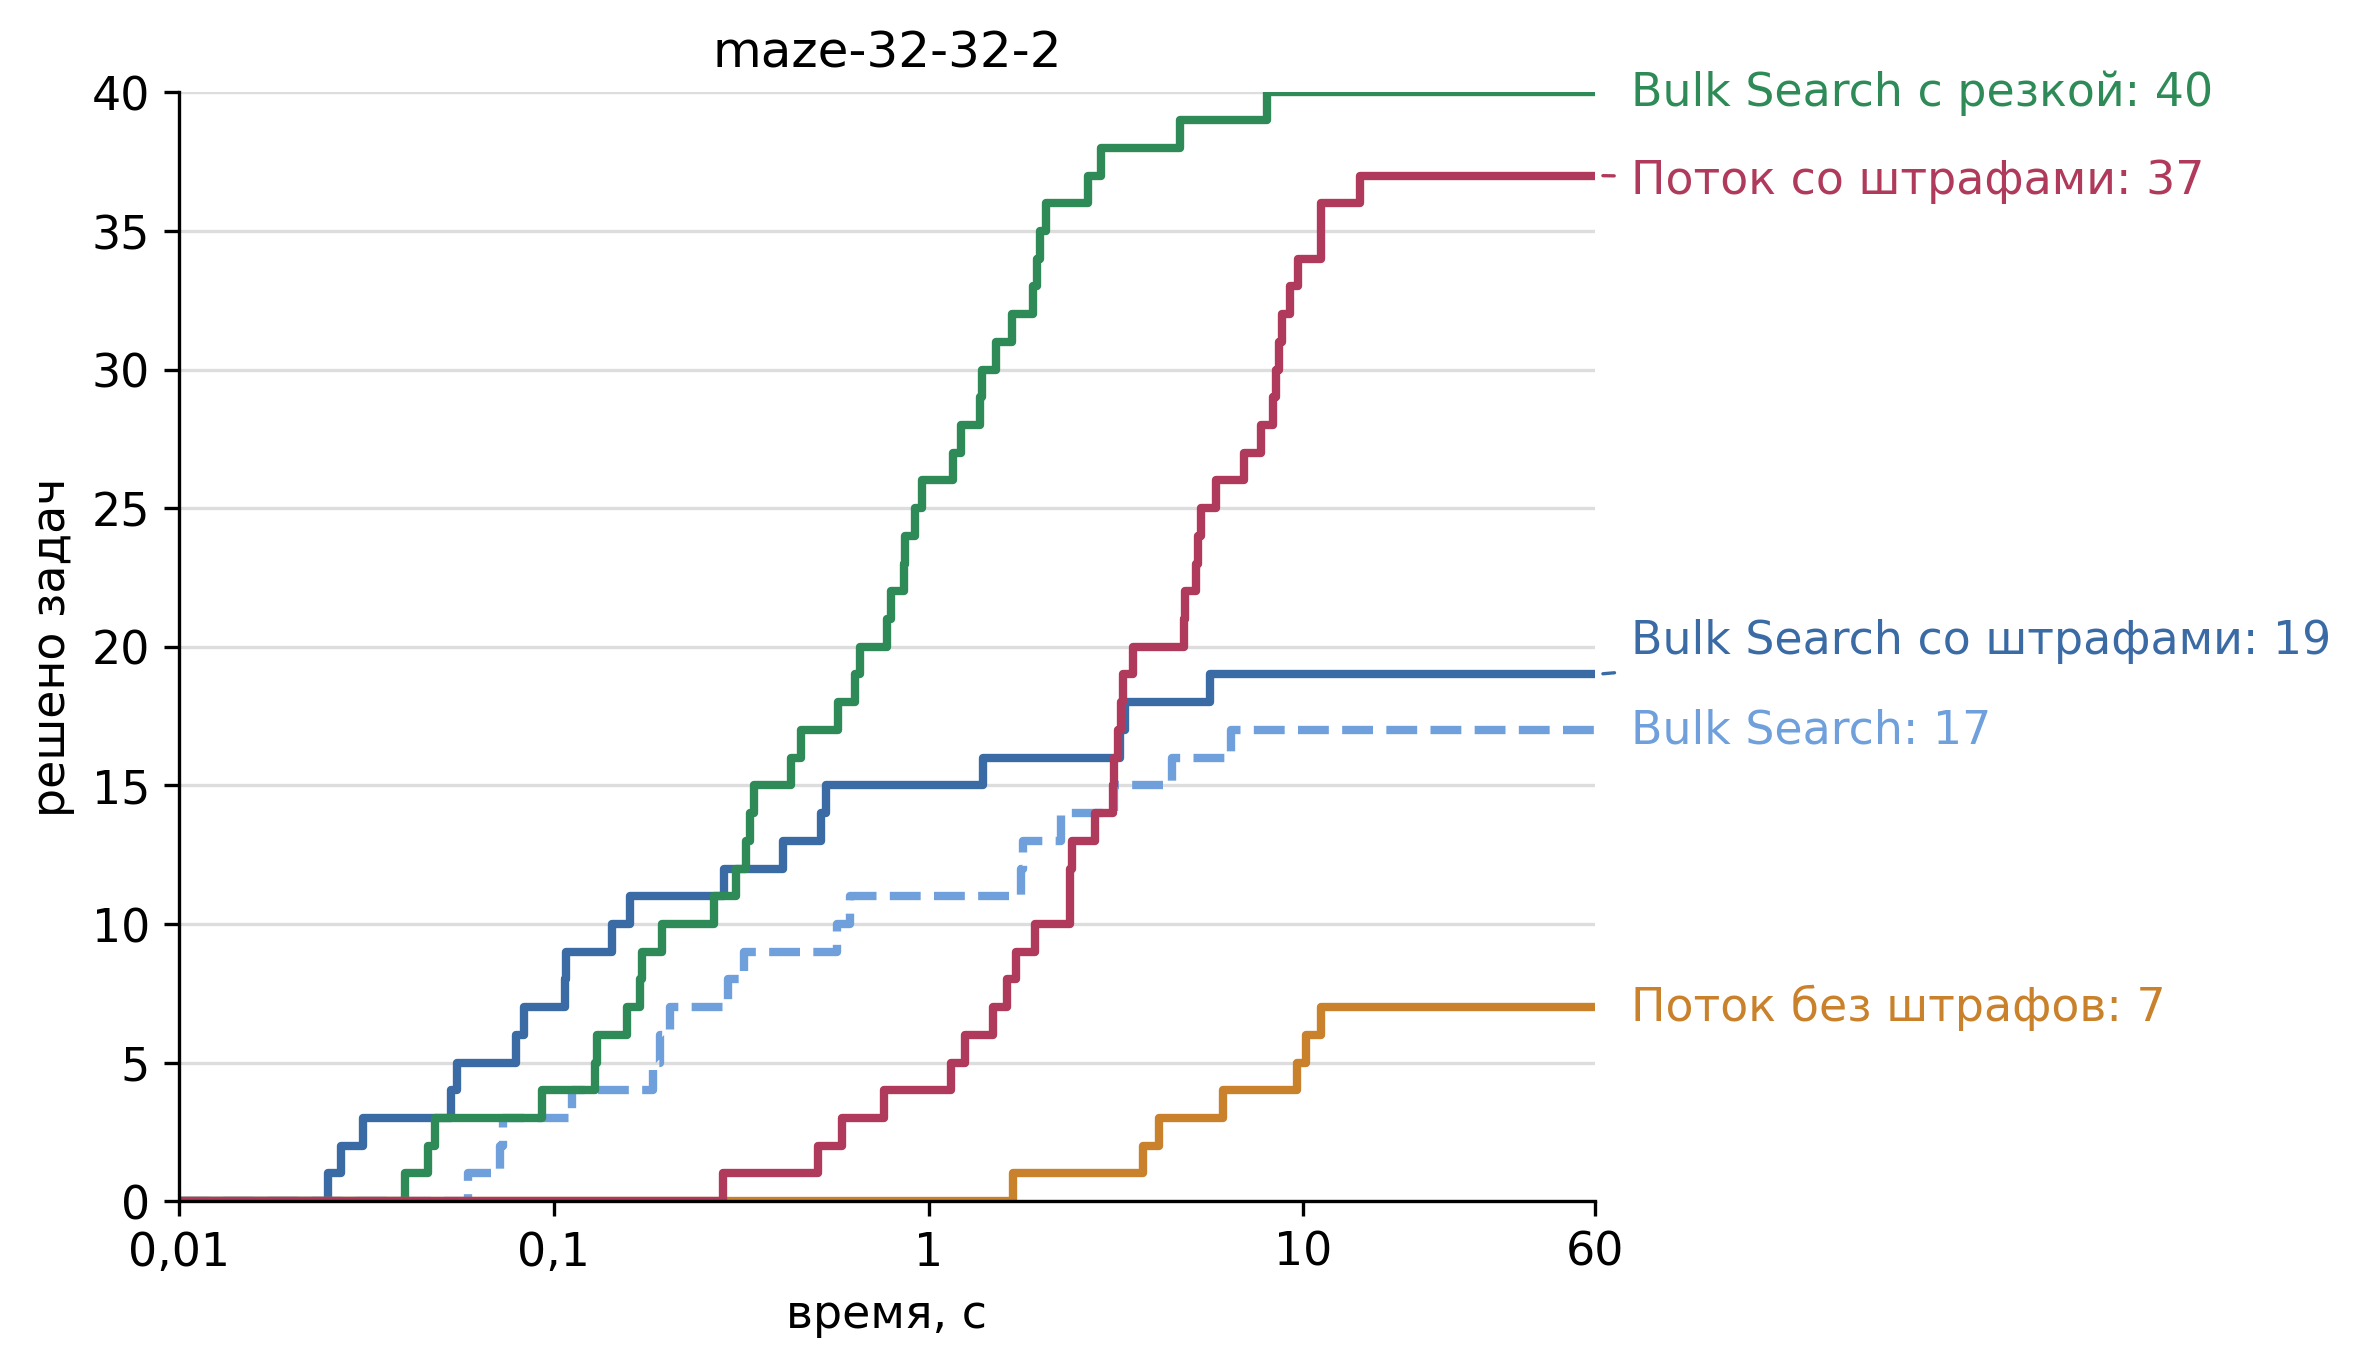 maze-32-32-2
40
35
30
25
20
15
10
5
0
решено задач
0,01
0,1
1
10
60
время, с
Bulk Search с резкой: 40
Поток со штрафами: 37
Bulk Search со штрафами: 19
Bulk Search: 17
Поток без штрафов: 7